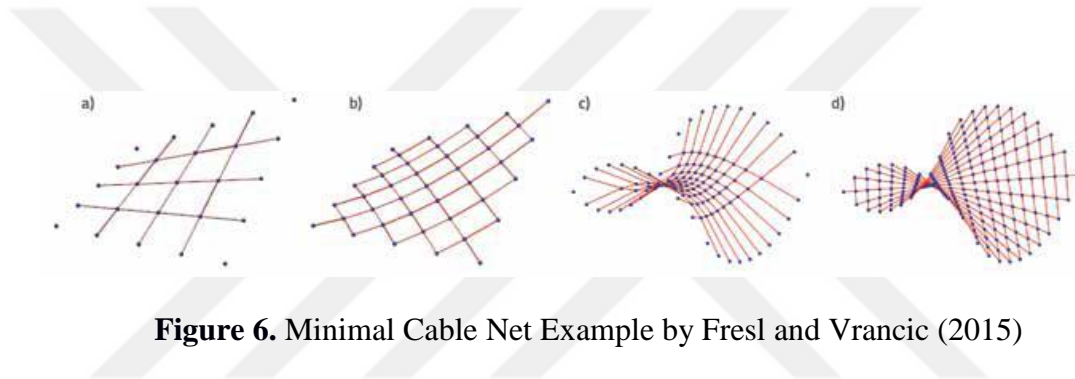 a) b) c) d)
Figure 6. Minimal Cable Net Example by Fresl and Vrancic (2015)